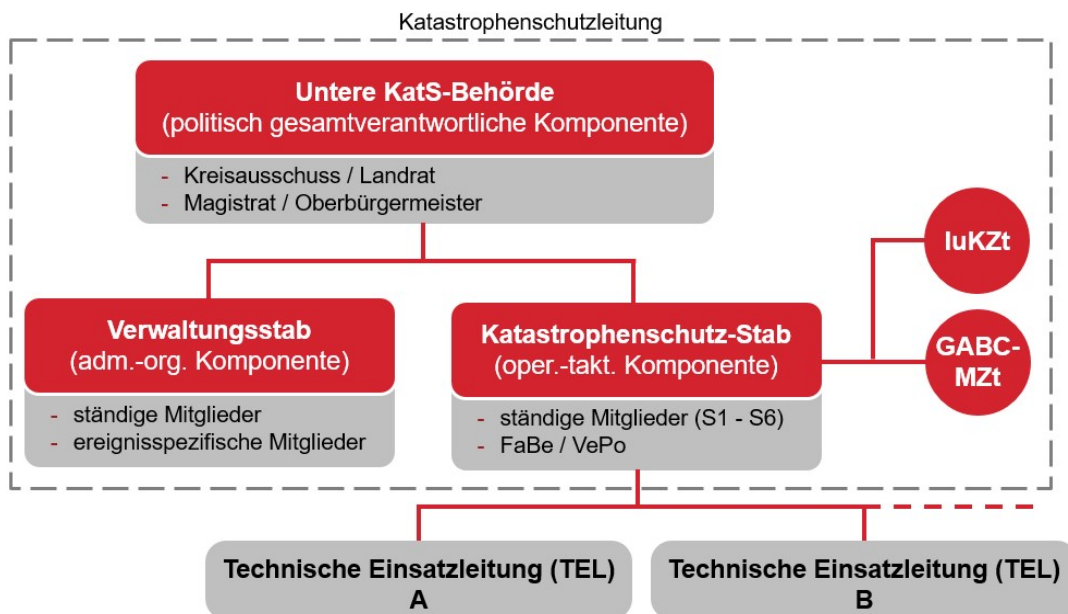 Katastrophenschutzleitung
Untere KatS-Behörde
(politisch gesamtverantwortliche Komponente)
- Kreisausschuss / Landrat
- Magistrat / Oberbürgermeister
IuKZt
Verwaltungsstab
(adm.-org. Komponente)
- ständige Mitglieder
- ereignisspezifische Mitglieder
Katastrophenschutz-Stab
(oper.-takt. Komponente)
- ständige Mitglieder (S1 - S6)
- FaBe / VePo
GABC-
MZt
Technische Einsatzleitung (TEL)
A
Technische Einsatzleitung (TEL)
B